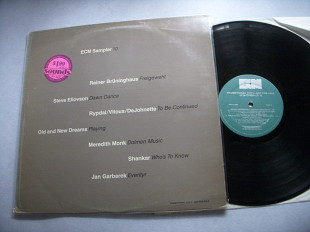 ECM Sampler
Sounds
Rainer Brüninghaus Freigeweht
Steve Eliovson Dawn Dance
Rypdal/Vitous/DeJohnette To Be Continued
Old and New Dreams Playing
Meredith Monk Dolmen Music
Shankar Who's To Know
Jan Garbarek Eventyr